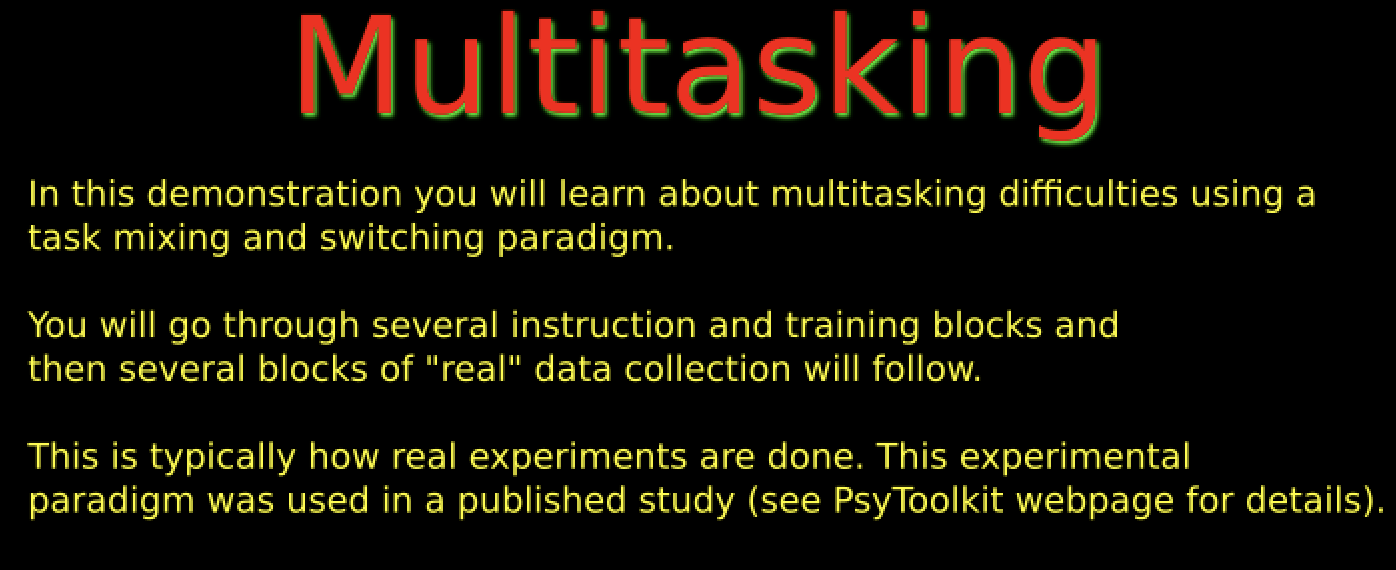 Multitasking
In this demonstration you will learn about multitasking difficulties using a
task mixing and switching paradigm.
You will go through several instruction and training blocks and
then several blocks of "real" data collection will follow.
This is typically how real experiments are done. This experimental
paradigm was used in a published study (see PsyToolkit webpage for details).